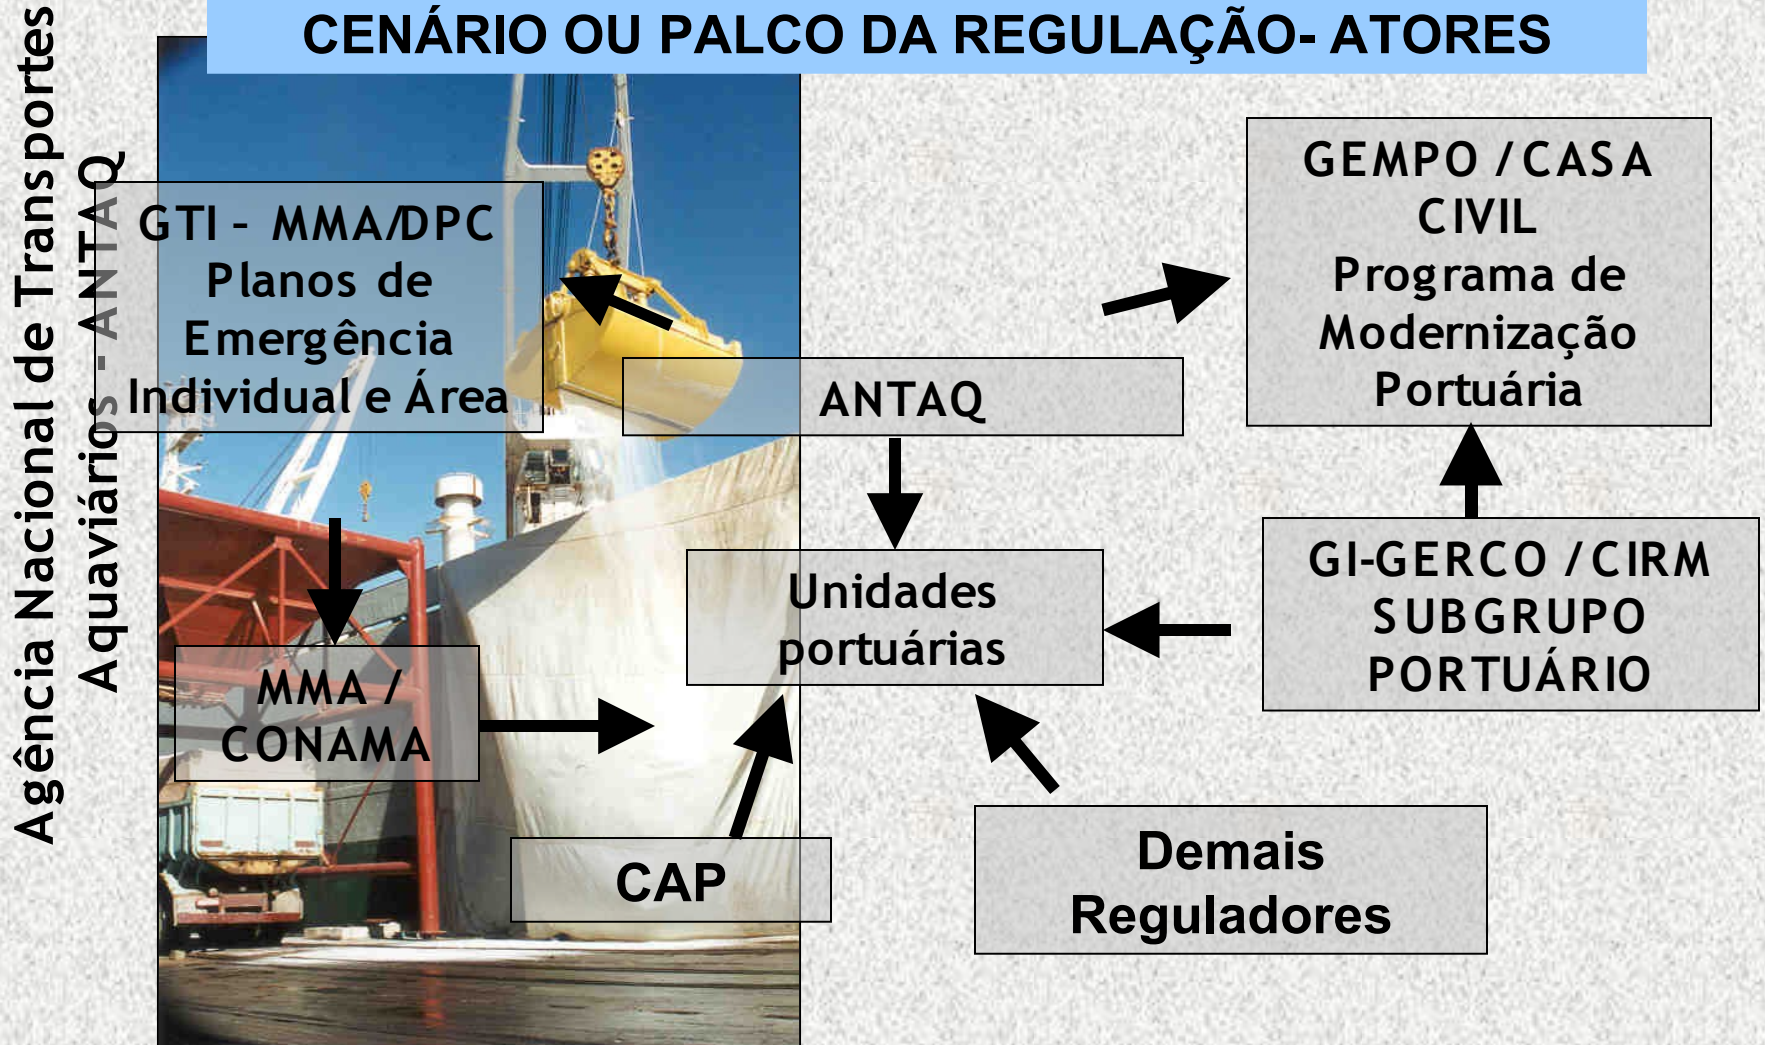 CENÁRIO OU PALCO DA REGULAÇÃO- ATORES
Agência Nacional de Transportes
Aquaviários - ANTAQ
GTI – MMA/DPC
Planos de
Emergência
Individual e Área
GEMPO / CASA
CIVIL
Programa de
Modernização
Portuária
ANTAQ
Unidades
portuárias
GI-GERCO / CIRM
SUBGRUPO
PORTUÁRIO
MMA /
CONAMA
CAP
Demais
Reguladores